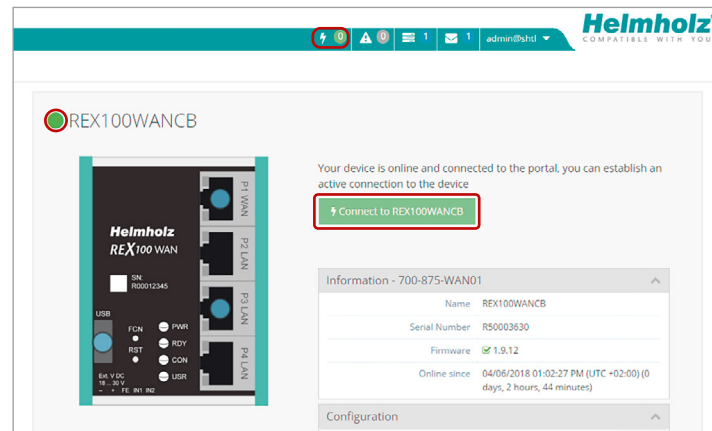 0 0 1 1 admin@shtl
Helmholz
COMPATIBLE WITH YOU
REX100WANCB
Your device is online and connected to the portal, you can establish an
active connection to the device
Connect to REX100WANCB
P1 WAN
P2 LAN
P3 LAN
P4 LAN
Helmholz
REX100 WAN
SN:
R00012345
USB
FCN
RST
PWR
RDY
CON
USR
Ext. V DC
18 ... 30 V
– + FE IN1 IN2
Information - 700-875-WAN01
Name REX100WANCB
Serial Number R50003630
Firmware 1.9.12
Online since 04/06/2018 01:02:27 PM (UTC +02:00) (0
days, 2 hours, 44 minutes)
Configuration